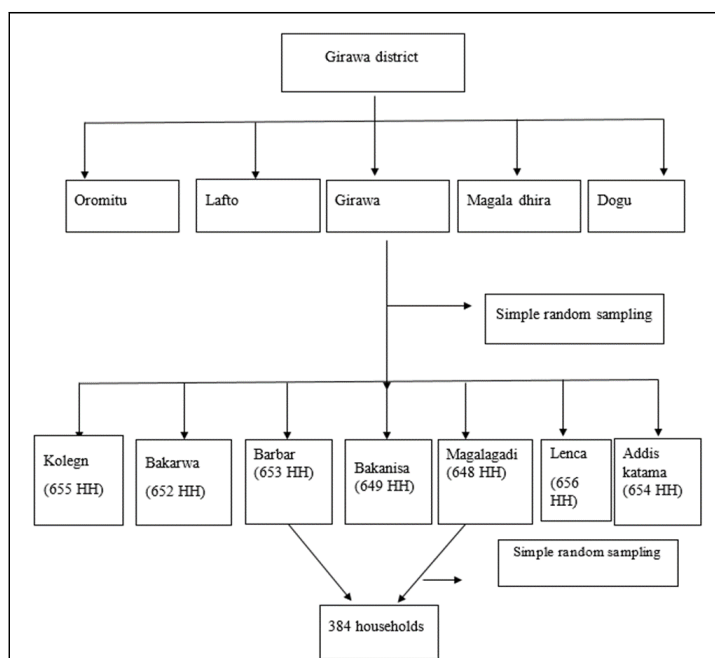 Girawa district
Oromitu
Lafto
Girawa
Magala dhira
Dogu
Simple random sampling
Kolegn
(655 HH)
Bakarwa
(652 HH)
Barbar
(653 HH)
Bakanisa
(649 HH)
Magalagadi
(648 HH)
Lenca
(656
HH)
Addis
katama
(654 HH)
Simple random sampling
384 households